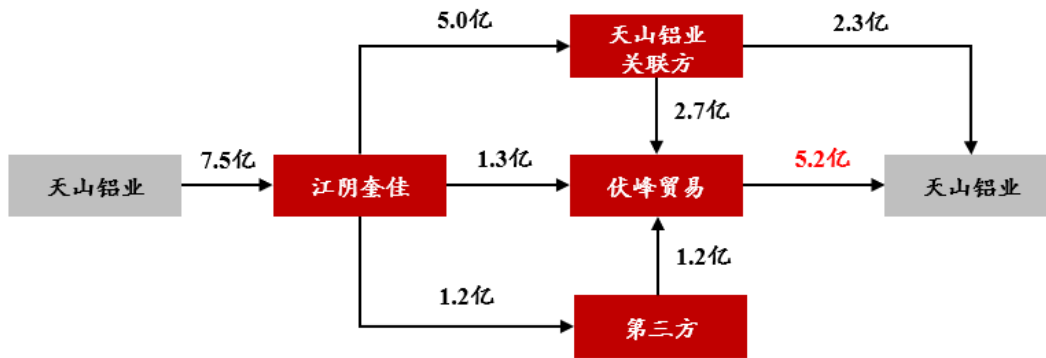 5.0亿
天山铝业
关联方
2.3亿
2.7亿
天山铝业
7.5亿
江阴奎佳
1.3亿
伏峰贸易
5.2亿
天山铝业
1.2亿
1.2亿
第三方